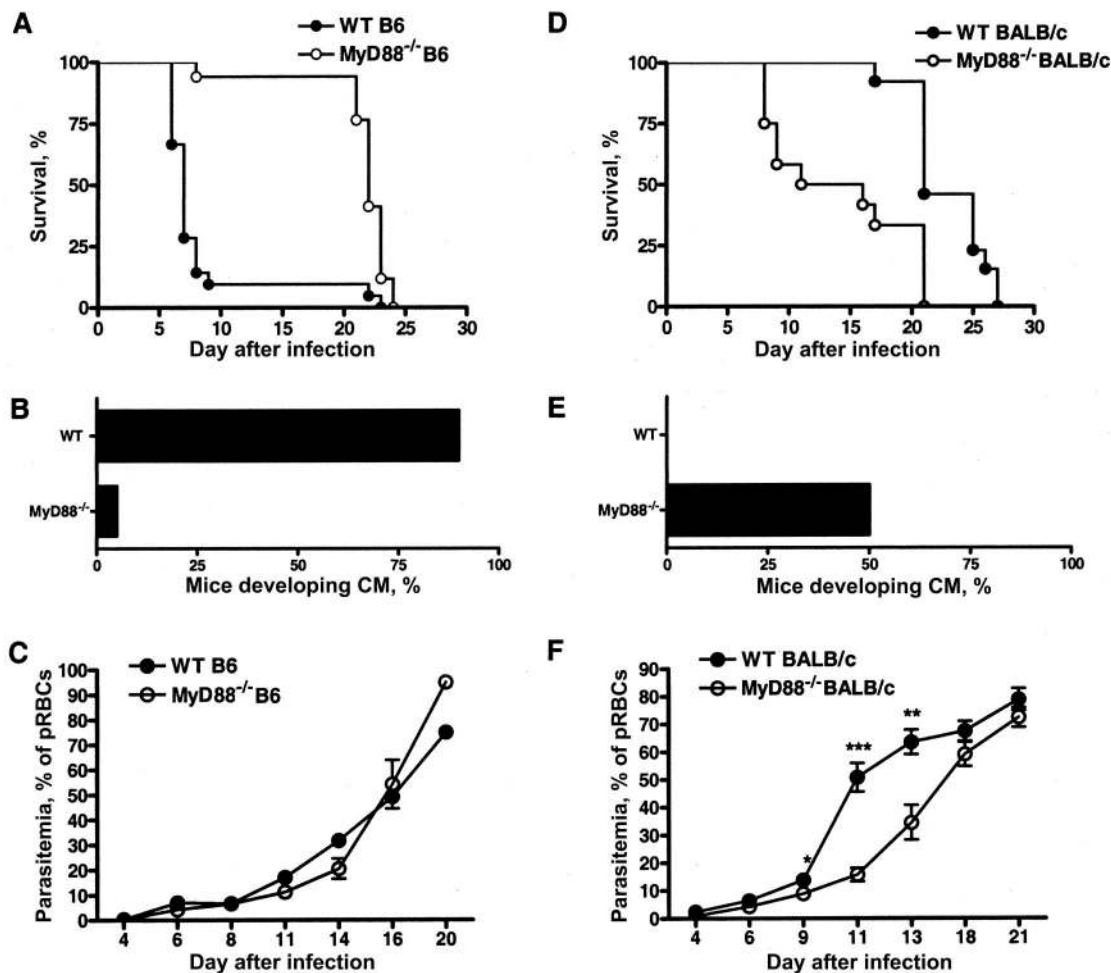 A
WT B6
MyD88-/- B6
Survival, %
100
75
50
25
0
0 5 10 15 20 25 30
Day after infection
B
WT
MyD88-/-
0 25 50 75 100
Mice developing CM, %
C
WT B6
MyD88-/- B6
Parasitemia, % of pRBCs
100
90
80
70
60
50
40
30
20
10
0
4 6 8 11 14 16 20
Day after infection
D
WT BALB/c
MyD88-/- BALB/c
Survival, %
100
75
50
25
0
0 5 10 15 20 25 30
Day after infection
E
WT
MyD88-/-
0 25 50 75 100
Mice developing CM, %
F
WT BALB/c
MyD88-/- BALB/c
Parasitemia, % of pRBCs
90
80
70
60
50
40
30
20
10
0
*
***
**
4 6 9 11 13 18 21
Day after infection